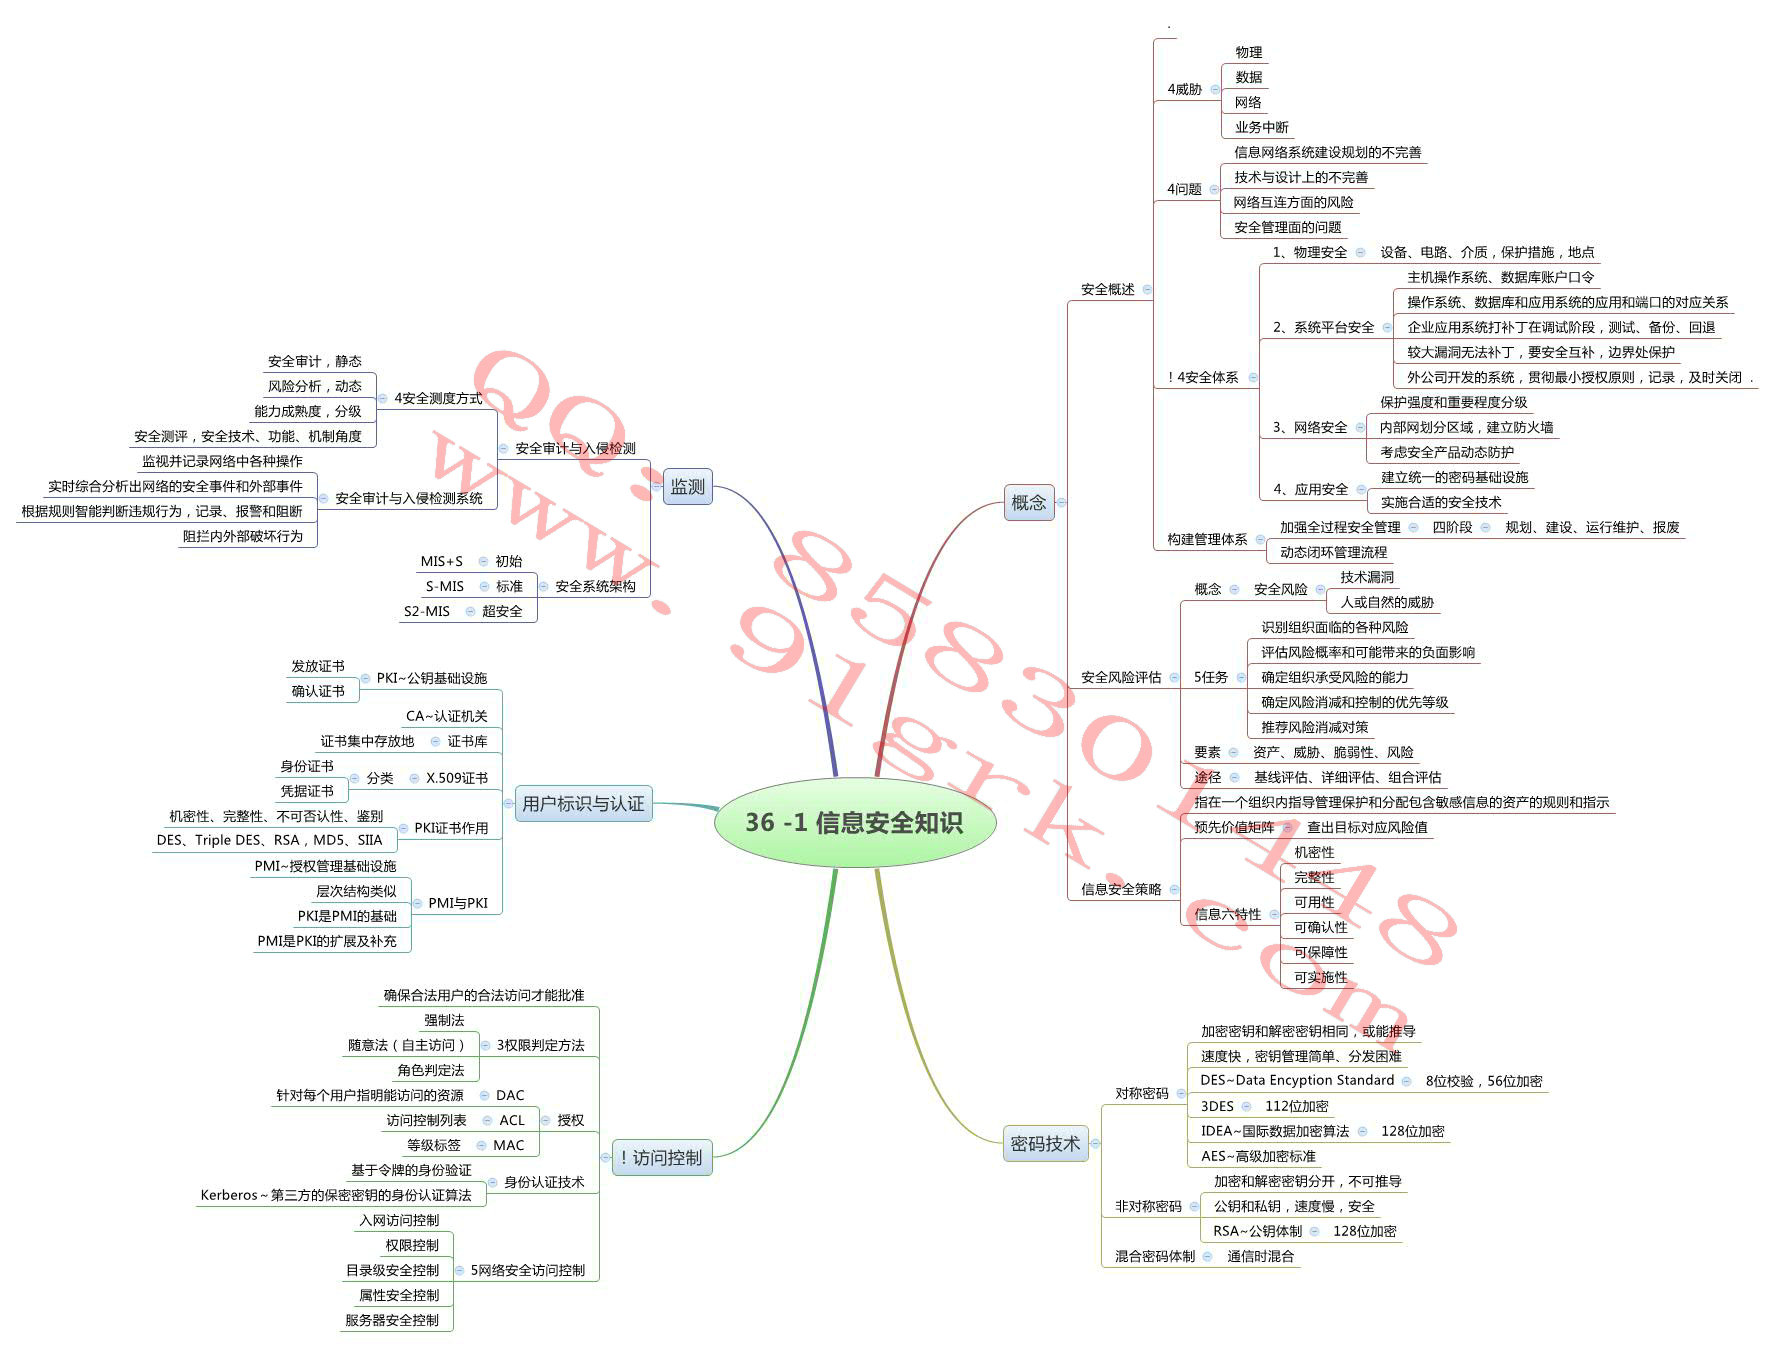 36 -1 信息安全知识
概念
安全概述
.
4威胁
物理
数据
网络
业务中断
4问题
信息网络系统建设规划的不完善
技术与设计上的不完善
网络互连方面的风险
安全管理面的问题
！4安全体系
1、物理安全
设备、电路、介质，保护措施，地点
2、系统平台安全
主机操作系统、数据库账户口令
操作系统、数据库和应用系统的应用和端口的对应关系
企业应用系统打补丁在调试阶段，测试、备份、回退
较大漏洞无法补丁，要安全互补，边界处保护
外公司开发的系统，贯彻最小授权原则，记录，及时关闭 .
3、网络安全
保护强度和重要程度分级
内部网划分区域，建立防火墙
考虑安全产品动态防护
4、应用安全
建立统一的密码基础设施
实施合适的安全技术
构建管理体系
加强全过程安全管理
四阶段
规划、建设、运行维护、报废
动态闭环管理流程
安全风险评估
概念
安全风险
技术漏洞
人或自然的威胁
5任务
识别组织面临的各种风险
评估风险概率和可能带来的负面影响
确定组织承受风险的能力
确定风险消减和控制的优先等级
推荐风险消减对策
要素
资产、威胁、脆弱性、风险
途径
基线评估、详细评估、组合评估
信息安全策略
指在一个组织内指导管理保护和分配包含敏感信息的资产的规则和指示
预先价值矩阵
查出目标对应风险值
信息六特性
机密性
完整性
可用性
可确认性
可保障性
可实施性
密码技术
对称密码
加密密钥和解密密钥相同，或能推导
速度快，密钥管理简单、分发困难
DES~Data Encyption Standard
8位校验，56位加密
3DES
112位加密
IDEA~国际数据加密算法
128位加密
AES~高级加密标准
非对称密码
加密和解密密钥分开，不可推导
公钥和私钥，速度慢，安全
RSA~公钥体制
128位加密
混合密码体制
通信时混合
监测
安全审计与入侵检测
4安全测度方式
安全审计，静态
风险分析，动态
能力成熟度，分级
安全测评，安全技术、功能、机制角度
安全审计与入侵检测系统
监视并记录网络中各种操作
实时综合分析出网络的安全事件和外部事件
根据规则智能判断违规行为，记录、报警和阻断
阻拦内外部破坏行为
安全系统架构
初始
MIS+S
标准
S-MIS
超安全
S2-MIS
用户标识与认证
PKI~公钥基础设施
发放证书
确认证书
CA~认证机关
证书库
证书集中存放地
X.509证书
分类
身份证书
凭据证书
PKI证书作用
机密性、完整性、不可否认性、鉴别
DES、Triple DES、RSA，MD5、SIIA
PMI与PKI
PMI~授权管理基础设施
层次结构类似
PKI是PMI的基础
PMI是PKI的扩展及补充
！访问控制
确保合法用户的合法访问才能批准
3权限判定方法
强制法
随意法（自主访问）
角色判定法
授权
DAC
针对每个用户指明能访问的资源
ACL
访问控制列表
MAC
等级标签
身份认证技术
基于令牌的身份验证
Kerberos～第三方的保密密钥的身份认证算法
5网络安全访问控制
入网访问控制
权限控制
目录级安全控制
属性安全控制
服务器安全控制
QQ: 858301448
www.91grk.com